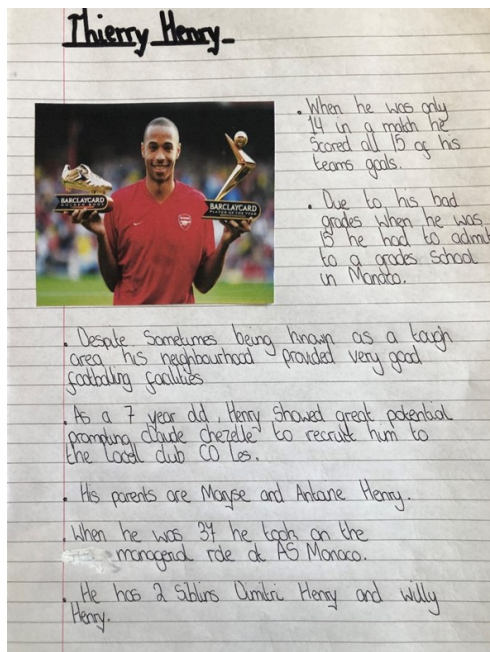 Thierry Henry
• When he was only
14 in a match he
Scored all 15 of his
teams goals.
BARCLAYCARD
GOLDEN BOOT
BARCLAYCARD
PLAYER OF THE YEAR
• Due to his bad
grades when he was
15 he had to admit
to a grades School
in Monaco.
• Despite Sometimes being known as a tough
area his neighbourhood provided very good
footballing facilities
• As a 7 year old, Henry Showed great potential
prompting claude chezelle to recruit him to
the local club CO les.
• His parents are Maryse and Antoine Henry.
• When he was 37 he took on the
managerial role at AS Monaco.
• He has 2 Siblins Dimitri Henry and willy
Henry.